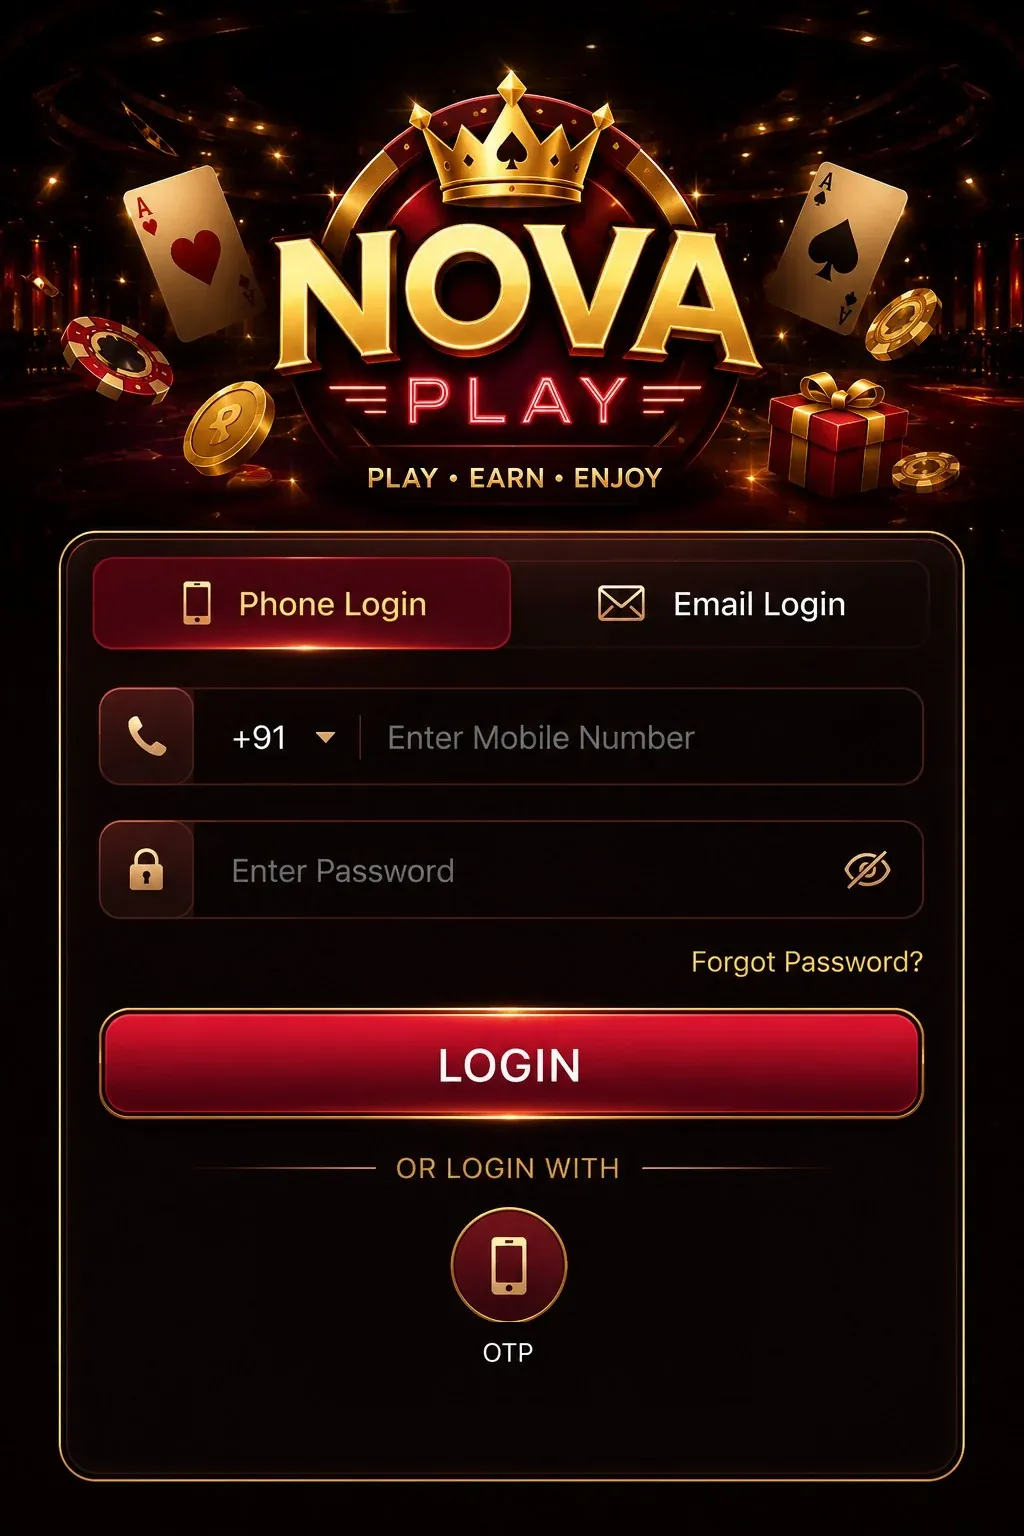 A
A
A
A
NOVA
PLAY
PLAY • EARN • ENJOY
Phone Login
Email Login
+91
Enter Mobile Number
Enter Password
Forgot Password?
LOGIN
OR LOGIN WITH
OTP